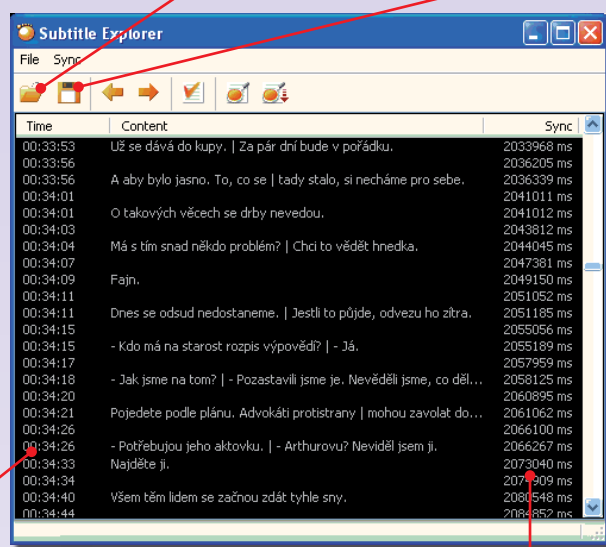 Subtitle Explorer
File Sync
Time Content Sync
00:33:53 Už se dává do kupy. | Za pár dní bude v pořádku. 2033968 ms
00:33:56 2036205 ms
00:33:56 A aby bylo jasno. To, co se | tady stalo, si necháme pro sebe. 2036339 ms
00:34:01 2041011 ms
00:34:01 O takových věcech se drby nevedou. 2041012 ms
00:34:03 2043812 ms
00:34:04 Má s tím snad někdo problém? | Chci to vědět hnedka. 2044045 ms
00:34:07 2047381 ms
00:34:09 Fajn. 2049150 ms
00:34:11 2051052 ms
00:34:11 Dnes se odsud nedostaneme. | Jestli to půjde, odvezu ho zítra. 2051185 ms
00:34:15 2055056 ms
00:34:15 - Kdo má na starost rozpis výpovědí? | - Já. 2055189 ms
00:34:17 2057959 ms
00:34:18 - Jak jsme na tom? | - Pozastavili jsme je. Nevěděli jsme, co děl... 2058125 ms
00:34:20 2060895 ms
00:34:21 Pojedete podle plánu. Advokáti protistrany | mohou zavolat do... 2061062 ms
00:34:26 2066100 ms
00:34:26 - Potřebujou jeho aktovku. | - Arthurovu? Neviděl jsem ji. 2066267 ms
00:34:33 Najděte ji. 2073040 ms
00:34:34 ms
00:34:40 Všem těm lidem se začnou zdát tyhle sny. 2080548 ms
00:34:44 2084852 ms